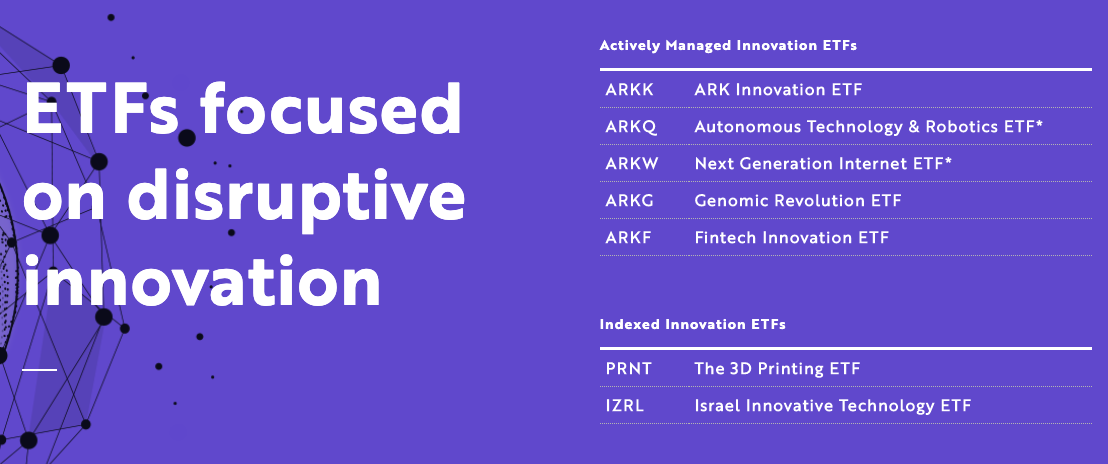 ETFs focused
on disruptive
innovation
Actively Managed Innovation ETFs
ARKK ARK Innovation ETF
ARKQ Autonomous Technology & Robotics ETF*
ARKW Next Generation Internet ETF*
ARKG Genomic Revolution ETF
ARKF Fintech Innovation ETF
Indexed Innovation ETFs
PRNT The 3D Printing ETF
IZRL Israel Innovative Technology ETF